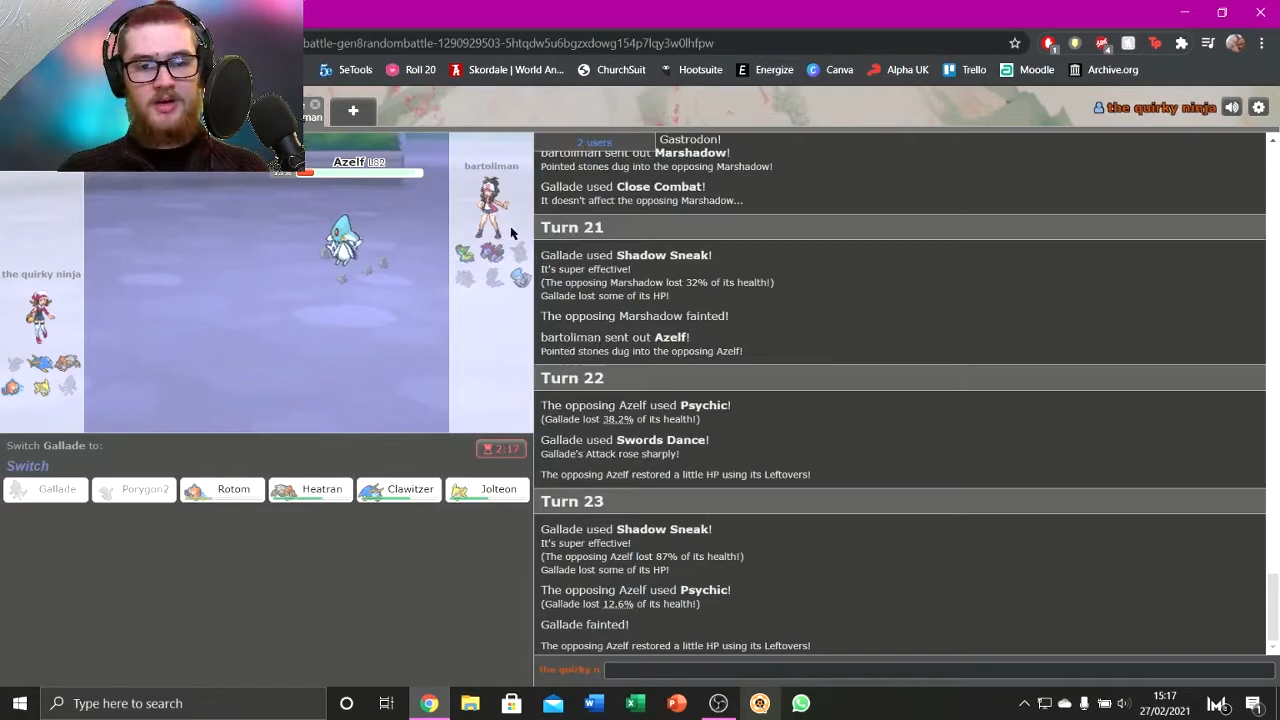 battle-gen8randombattle-1290929503-5htqdw5u6bgzxdowg154p7lqy3w0lhfpw
5eTools
Roll 20
Skordale | World An...
ChurchSuit
Hootsuite
Energize
Canva
Alpha UK
Trello
Moodle
Archive.org
the quirky ninja
2 users
Gastrodon!
bartoliman sent out Marshadow!
Pointed stones dug into the opposing Marshadow!
Gallade used Close Combat!
It doesn't affect the opposing Marshadow...
Turn 21
Gallade used Shadow Sneak!
It's super effective!
(The opposing Marshadow lost 32% of its health!)
Gallade lost some of its HP!
The opposing Marshadow fainted!
bartoliman sent out Azelf!
Pointed stones dug into the opposing Azelf!
Turn 22
The opposing Azelf used Psychic!
(Gallade lost 38.2% of its health!)
Gallade used Swords Dance!
Gallade's Attack rose sharply!
The opposing Azelf restored a little HP using its Leftovers!
Turn 23
Gallade used Shadow Sneak!
It's super effective!
(The opposing Azelf lost 87% of its health!)
Gallade lost some of its HP!
The opposing Azelf used Psychic!
(Gallade lost 12.6% of its health!)
Gallade fainted!
The opposing Azelf restored a little HP using its Leftovers!
the quirky n
Azelf L82
bartoliman
the quirky ninja
Switch Gallade to:
2:17
Switch
Gallade
Porygon2
Rotom
Heatran
Clawitzer
Jolteon
Type here to search
15:17
27/02/2021